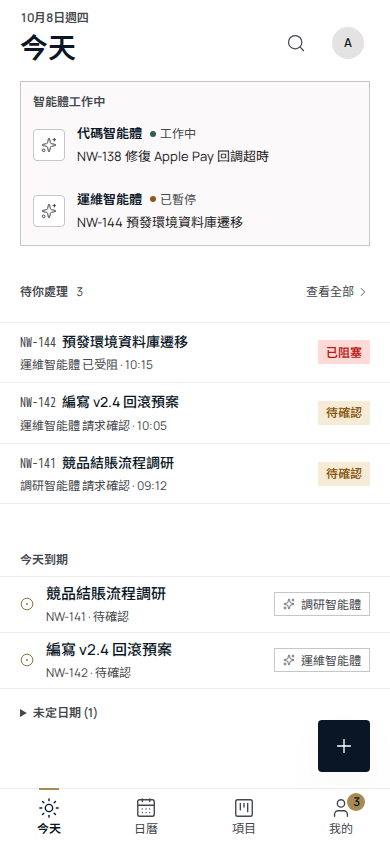 10月8日週四
今天
A
智能體工作中
代碼智能體 工作中
NW-138 修復 Apple Pay 回調超時
運維智能體 已暫停
NW-144 預發環境資料庫遷移
待你處理 3
查看全部
NW-144 預發環境資料庫遷移
已阻塞
運維智能體 已受阻 · 10:15
NW-142 編寫 v2.4 回滾預案
待確認
運維智能體 請求確認 · 10:05
NW-141 競品結賬流程調研
待確認
調研智能體 請求確認 · 09:12
今天到期
競品結賬流程調研
調研智能體
NW-141 · 待確認
編寫 v2.4 回滾預案
運維智能體
NW-142 · 待確認
未定日期 (1)
3
今天
日曆
項目
我的